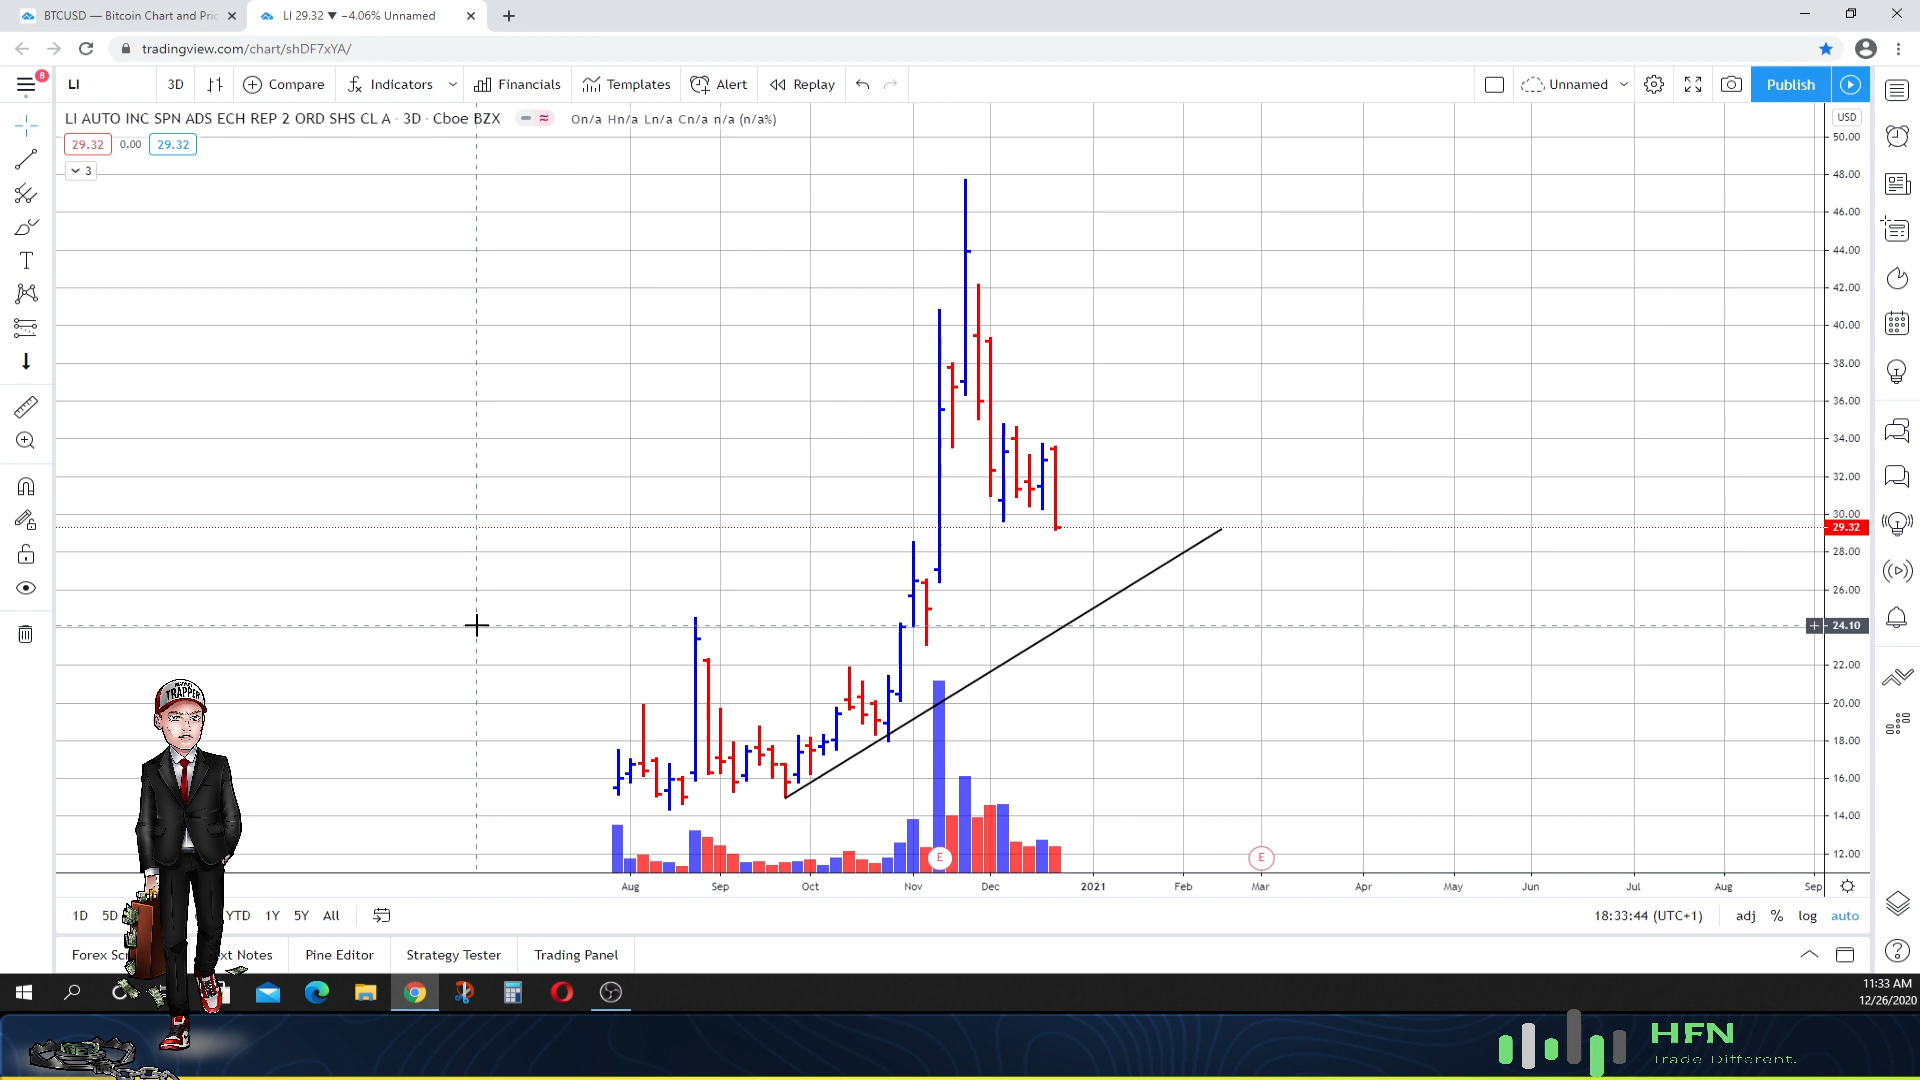 BTCUSD — Bitcoin Chart and Pric
LI 29.32 ▼ −4.06% Unnamed
tradingview.com/chart/shDF7xYA/
8
LI 3D Compare Indicators Financials Templates Alert Replay Unnamed Publish
LI AUTO INC SPN ADS ECH REP 2 ORD SHS CL A · 3D · Cboe BZX On/a Hn/a Ln/a Cn/a n/a (n/a%)
USD
29.32 0.00 29.32
3
50.00
48.00
46.00
44.00
42.00
40.00
38.00
36.00
34.00
32.00
30.00
29.32
28.00
26.00
24.10
22.00
20.00
18.00
16.00
14.00
12.00
TRAPPER
E E
Aug Sep Oct Nov Dec 2021 Feb Mar Apr May Jun Jul Aug Sep
1D 5D YTD 1Y 5Y All 18:33:44 (UTC+1) adj % log auto
Forex Scr ext Notes Pine Editor Strategy Tester Trading Panel
11:33 AM
12/26/2020
HFN
Trade Different.